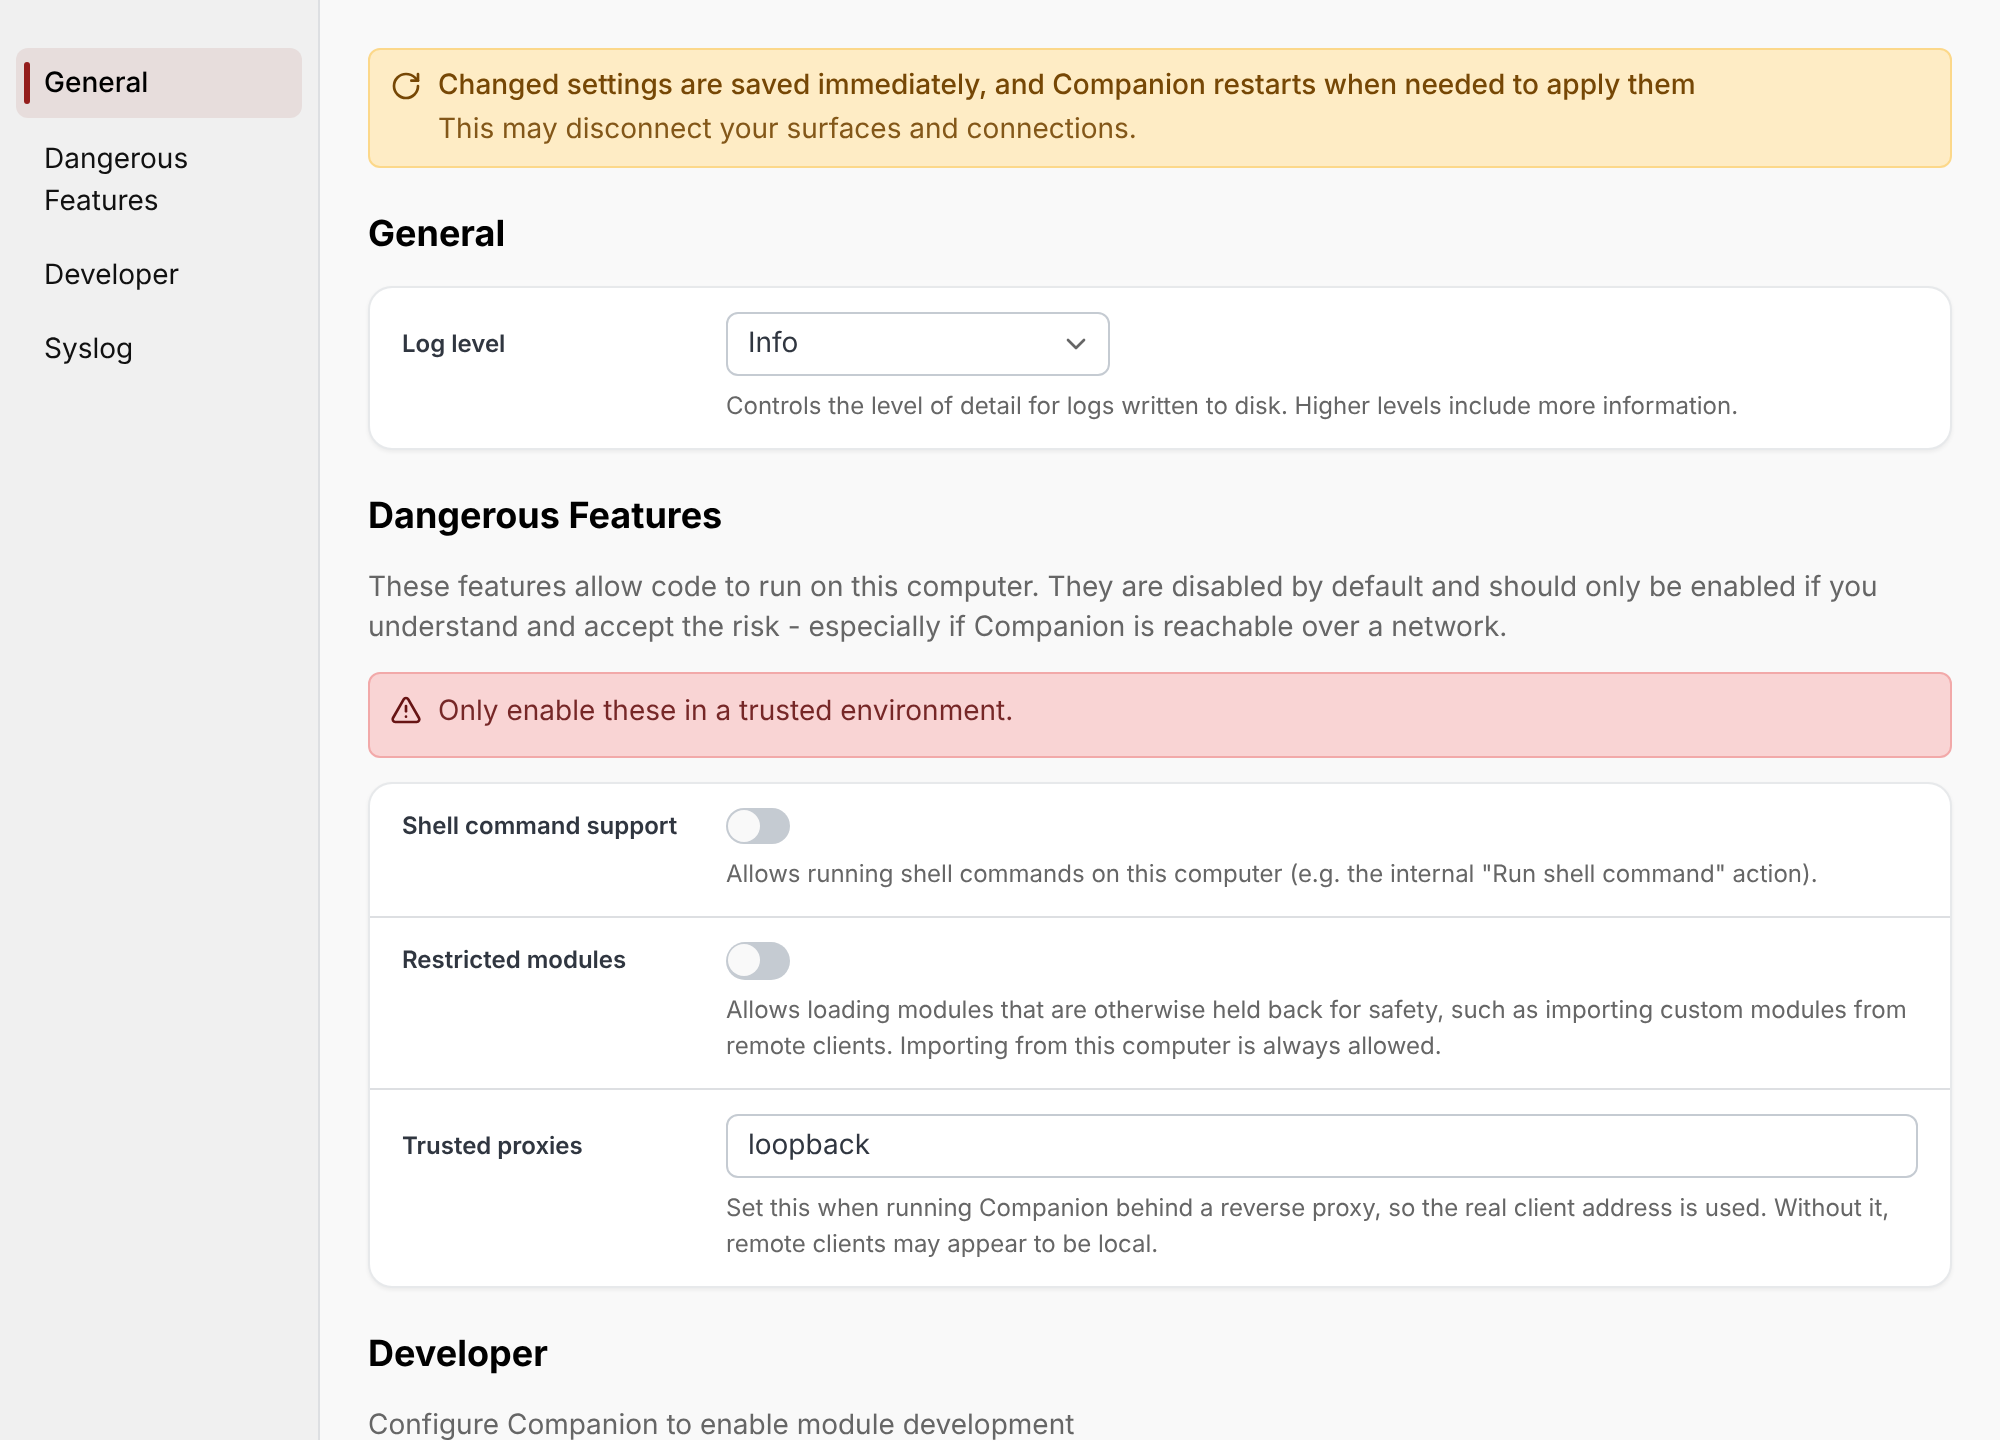 General
Dangerous
Features
Developer
Syslog
Changed settings are saved immediately, and Companion restarts when needed to apply them
This may disconnect your surfaces and connections.
General
Log level
Info
Controls the level of detail for logs written to disk. Higher levels include more information.
Dangerous Features
These features allow code to run on this computer. They are disabled by default and should only be enabled if you
understand and accept the risk - especially if Companion is reachable over a network.
Only enable these in a trusted environment.
Shell command support
Allows running shell commands on this computer (e.g. the internal "Run shell command" action).
Restricted modules
Allows loading modules that are otherwise held back for safety, such as importing custom modules from
remote clients. Importing from this computer is always allowed.
Trusted proxies
loopback
Set this when running Companion behind a reverse proxy, so the real client address is used. Without it,
remote clients may appear to be local.
Developer
Configure Companion to enable module development